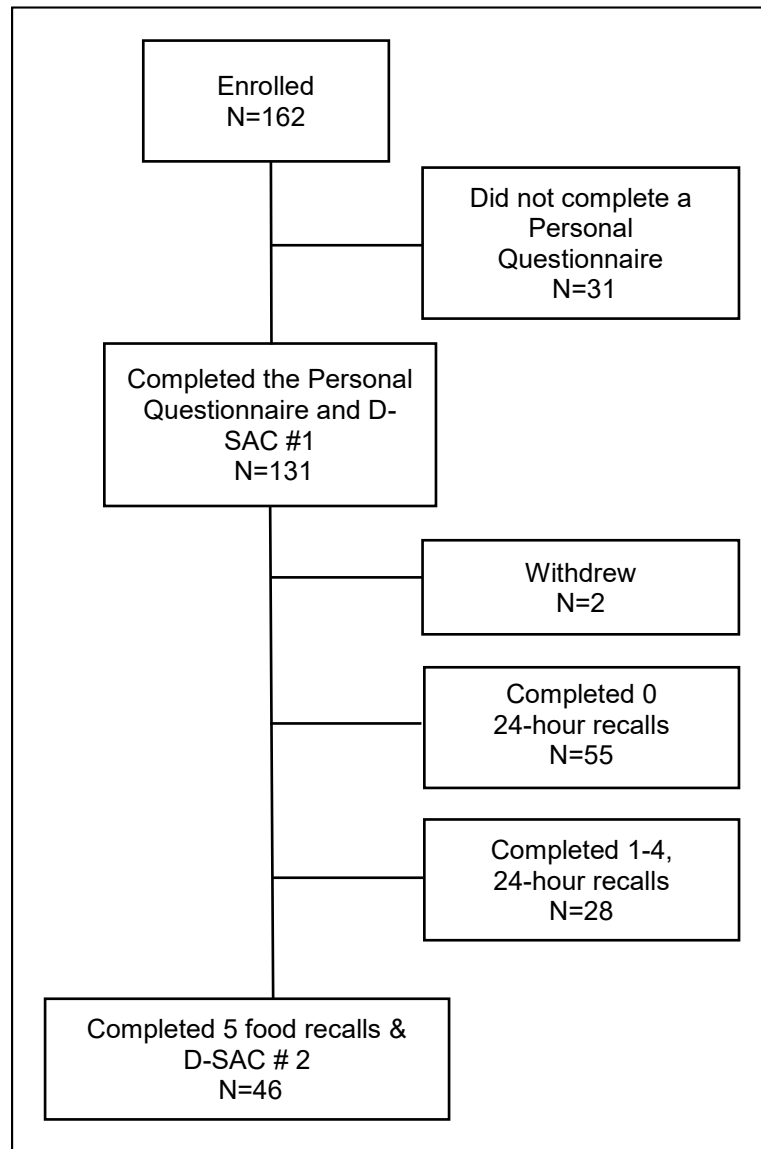 Enrolled
N=162
Did not complete a
Personal
Questionnaire
N=31
Completed the Personal
Questionnaire and D-
SAC #1
N=131
Withdrew
N=2
Completed 0
24-hour recalls
N=55
Completed 1-4,
24-hour recalls
N=28
Completed 5 food recalls &
D-SAC # 2
N=46